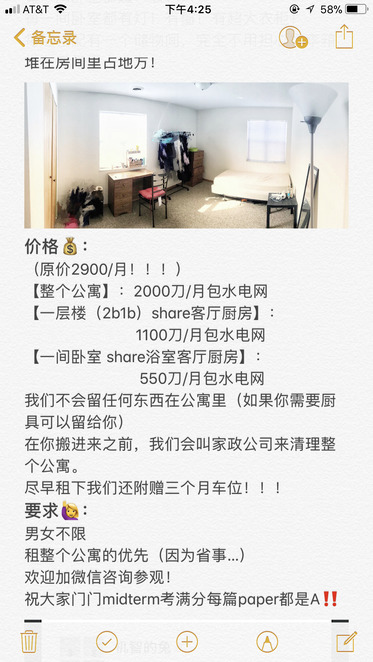 AT&T
下午4:25
58%
备忘录
堆在房间里占地方！
价格💰：
（原价2900/月！！！）
【整个公寓】：2000刀/月包水电网
【一层楼（2b1b）share客厅厨房】：
1100刀/月包水电网
【一间卧室 share浴室客厅厨房】：
550刀/月包水电网
我们不会留任何东西在公寓里（如果你需要厨
具可以留给你）
在你搬进来之前，我们会叫家政公司来清理整
个公寓。
尽早租下我们还附赠三个月车位！！！
要求🙋：
男女不限
租整个公寓的优先（因为省事...）
欢迎加微信咨询参观！
祝大家门门midterm考满分每篇paper都是A‼️